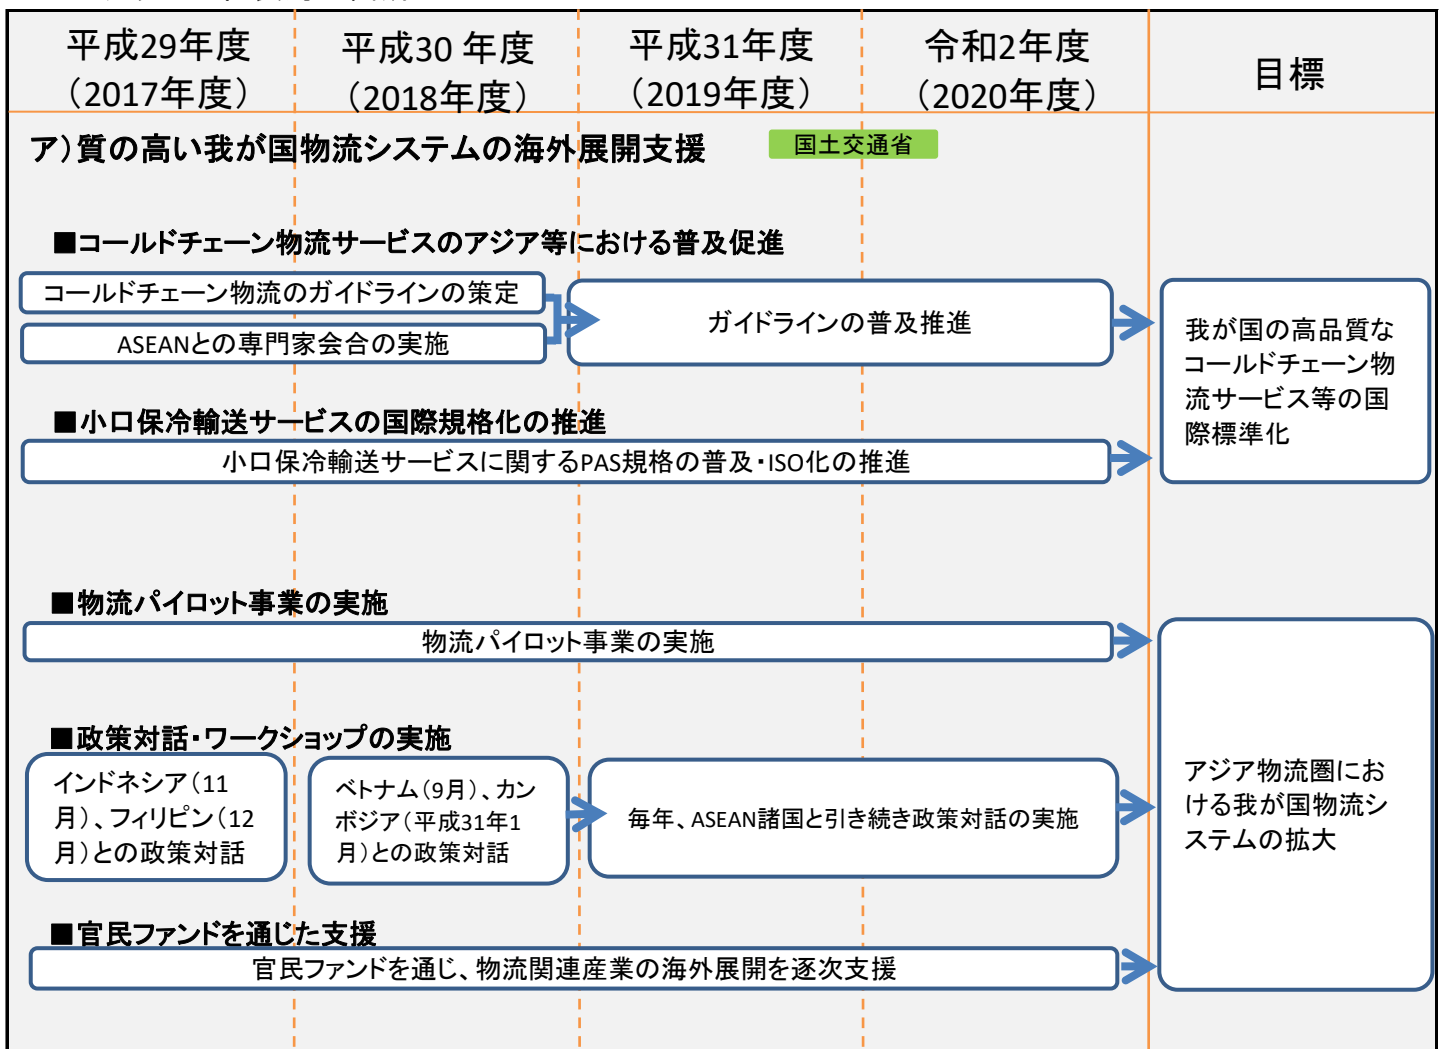 平成29年度
（2017年度）
平成30 年度
（2018年度）
平成31年度
（2019年度）
令和2年度
（2020年度）
目標
ア）質の高い我が国物流システムの海外展開支援
国土交通省
■コールドチェーン物流サービスのアジア等における普及促進
コールドチェーン物流のガイドラインの策定
ASEANとの専門家会合の実施
ガイドラインの普及推進
我が国の高品質な
コールドチェーン物
流サービス等の国
際標準化
■小口保冷輸送サービスの国際規格化の推進
小口保冷輸送サービスに関するPAS規格の普及・ISO化の推進
■物流パイロット事業の実施
物流パイロット事業の実施
■政策対話・ワークショップの実施
インドネシア（11
月）、フィリピン（12
月）との政策対話
ベトナム（9月）、カン
ボジア（平成31年1
月）との政策対話
毎年、ASEAN諸国と引き続き政策対話の実施
アジア物流圏にお
ける我が国物流シ
ステムの拡大
■官民ファンドを通じた支援
官民ファンドを通じ、物流関連産業の海外展開を逐次支援